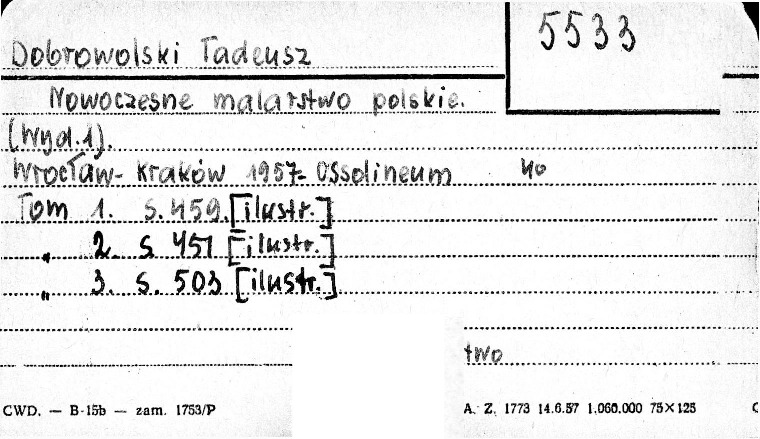 5533
Dobrowolski Tadeusz
Nowoczesne malarstwo polskie.
(Wyd. 1).
Wrocław - Kraków 1957- Ossolineum 4o
Tom 1. s. 459. [ilustr.]
" 2. s 451 [ilustr.]
" 3. s. 503 [ilustr.]
two
CWD. — B-15b — zam. 1753/P
A. Z. 1773 14.6.57 1.060.000 75×125